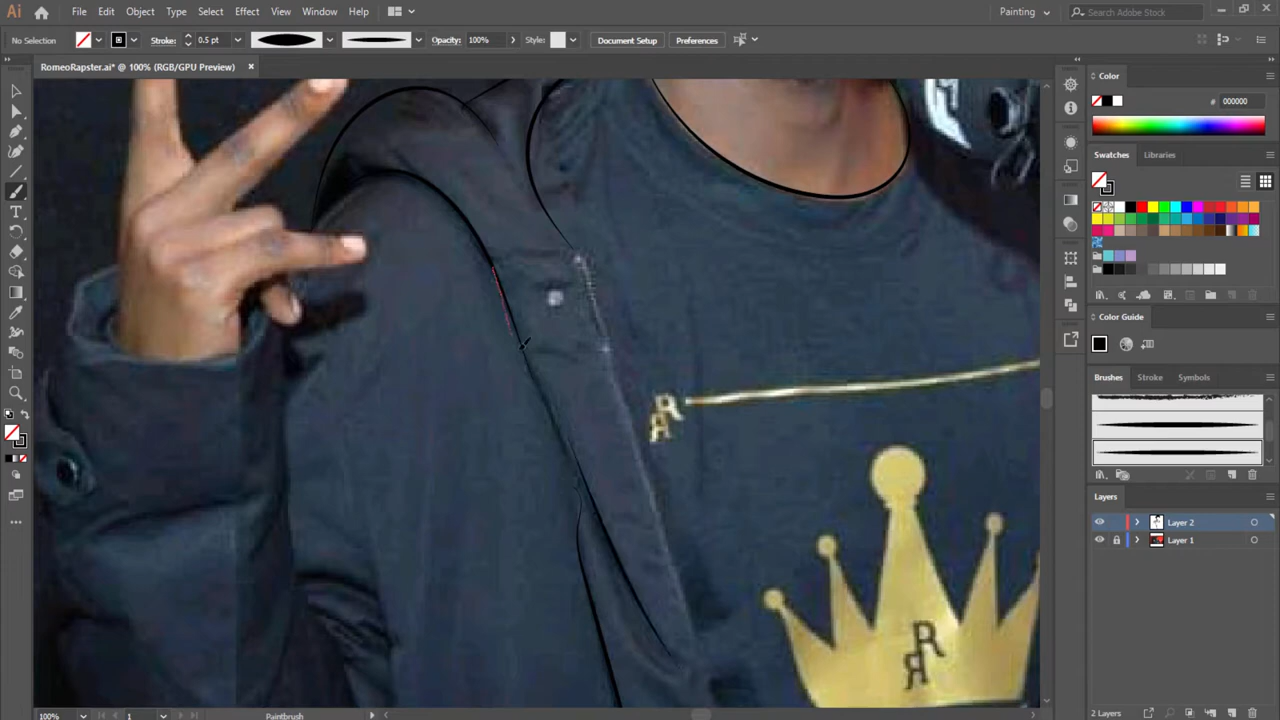 Ai File Edit Object Type Select Effect View Window Help Painting Search Adobe Stock
No Selection Stroke: 0.5 pt Opacity: 100% Style: Document Setup Preferences
RomeoRapster.ai* @ 100% (RGB/GPU Preview)
Color
# 000000
Swatches Libraries
Color Guide
R
R
Brushes Stroke Symbols
Layers
Layer 2
Layer 1
R
R
100% 1 Paintbrush 2 Layers